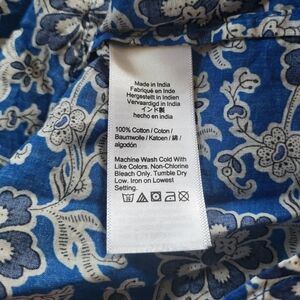 Made in India
Fabriqué en Inde
Hergestellt in Indien
Vervaardigd in India
インド製
hecho en india
100% Cotton / Coton /
Baumwolle / Katoen / 綿 /
algodón
Machine Wash Cold With
Like Colors. Non-Chlorine
Bleach Only. Tumble Dry
Low. Iron on Lowest
Setting.